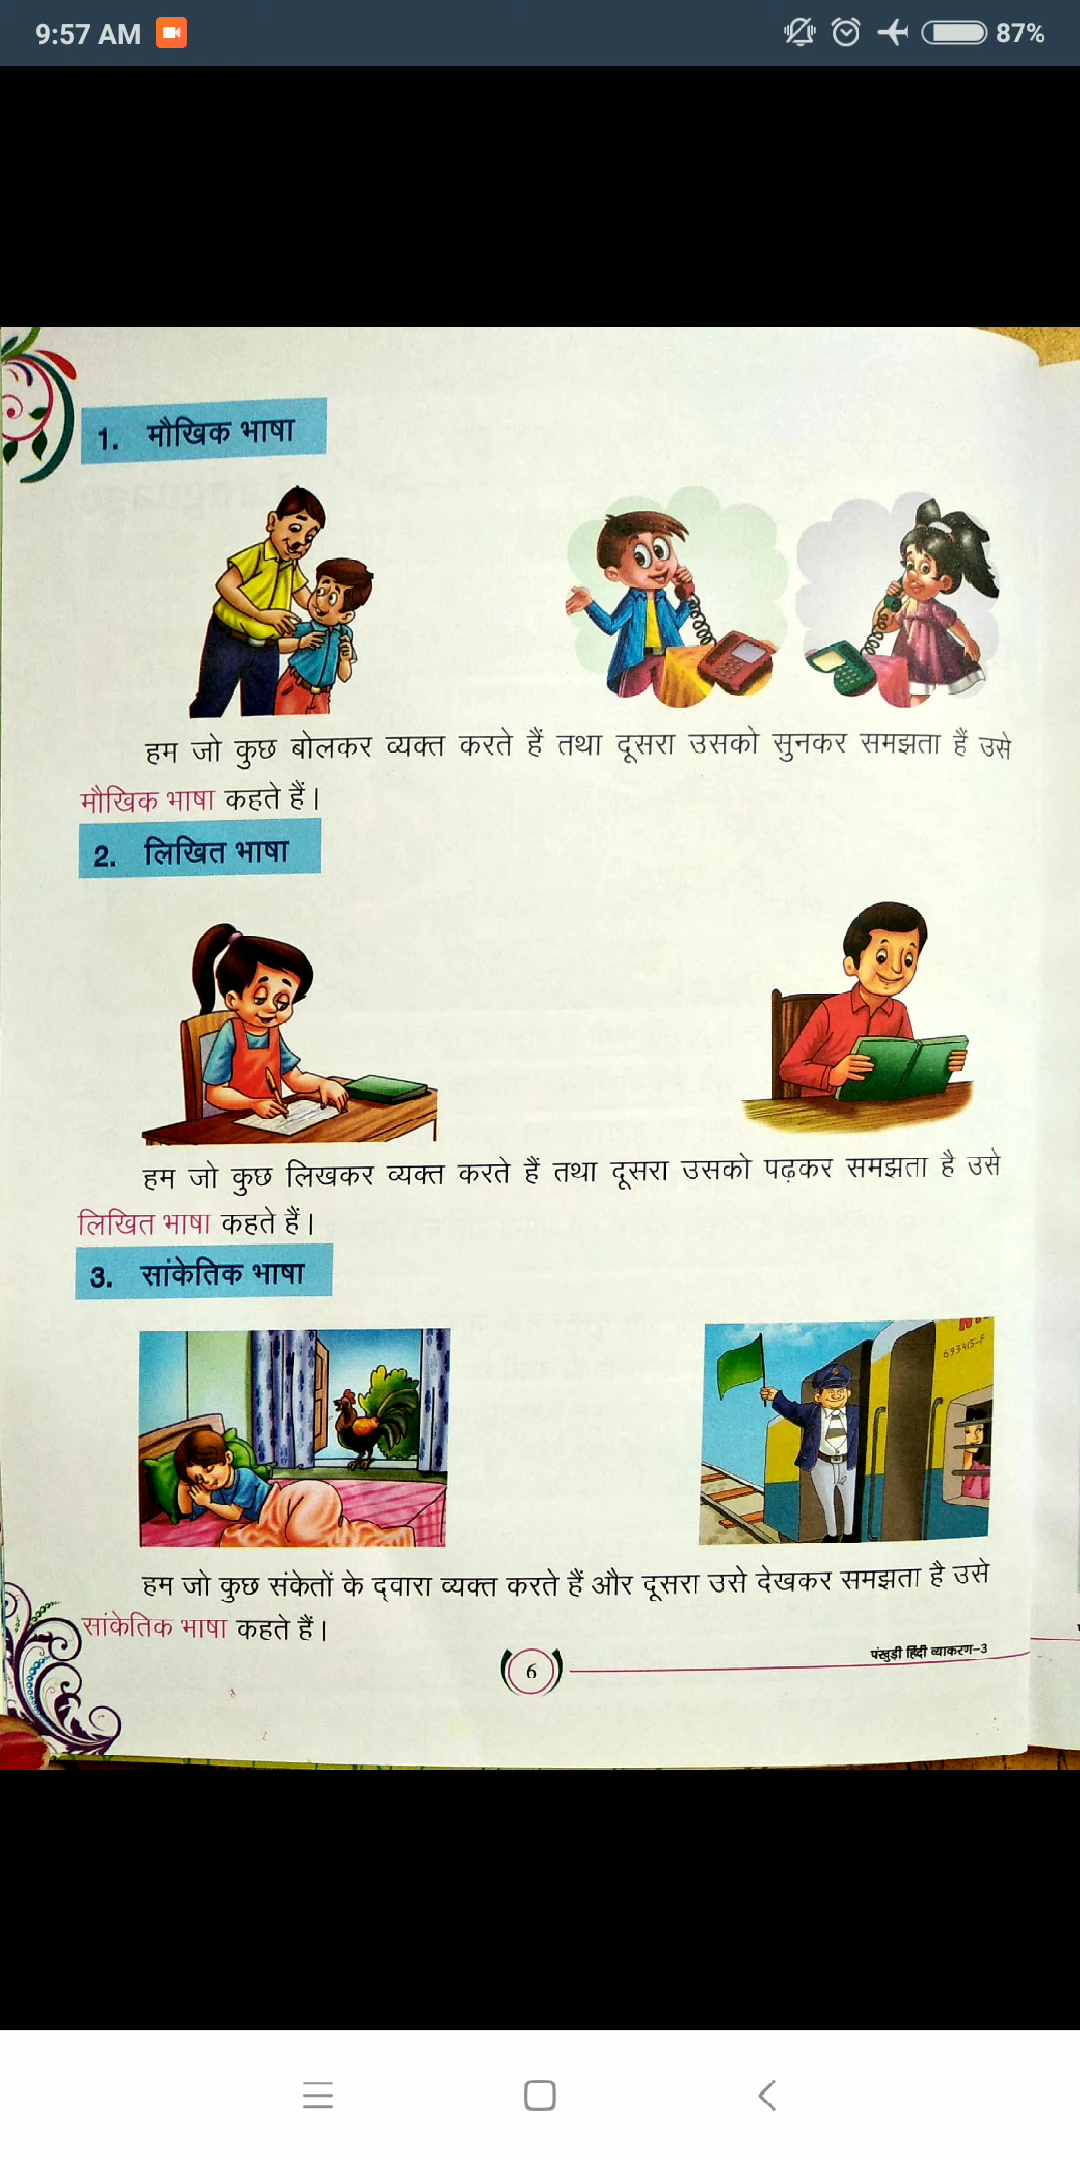 9:57 AM
87%
1. मौखिक भाषा
हम जो कुछ बोलकर व्यक्त करते हैं तथा दूसरा उसको सुनकर समझता हैं उसे
मौखिक भाषा कहते हैं।
2. लिखित भाषा
हम जो कुछ लिखकर व्यक्त करते हैं तथा दूसरा उसको पढ़कर समझता है उसे
लिखित भाषा कहते हैं।
3. सांकेतिक भाषा
693415-F
हम जो कुछ संकेतों के द्वारा व्यक्त करते हैं और दूसरा उसे देखकर समझता है उसे
सांकेतिक भाषा कहते हैं।
पंखुड़ी हिंदी व्याकरण-3
6